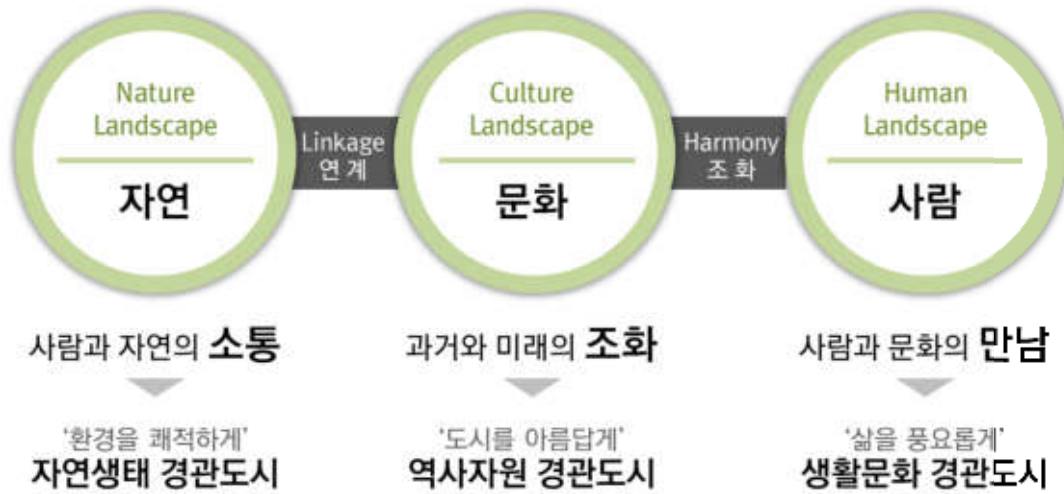 Nature
Landscape
자연
Linkage
연계
Culture
Landscape
문화
Harmony
조화
Human
Landscape
사람
사람과 자연의 소통
과거와 미래의 조화
사람과 문화의 만남
‘환경을 쾌적하게’
자연생태 경관도시
‘도시를 아름답게’
역사자원 경관도시
‘삶을 풍요롭게’
생활문화 경관도시